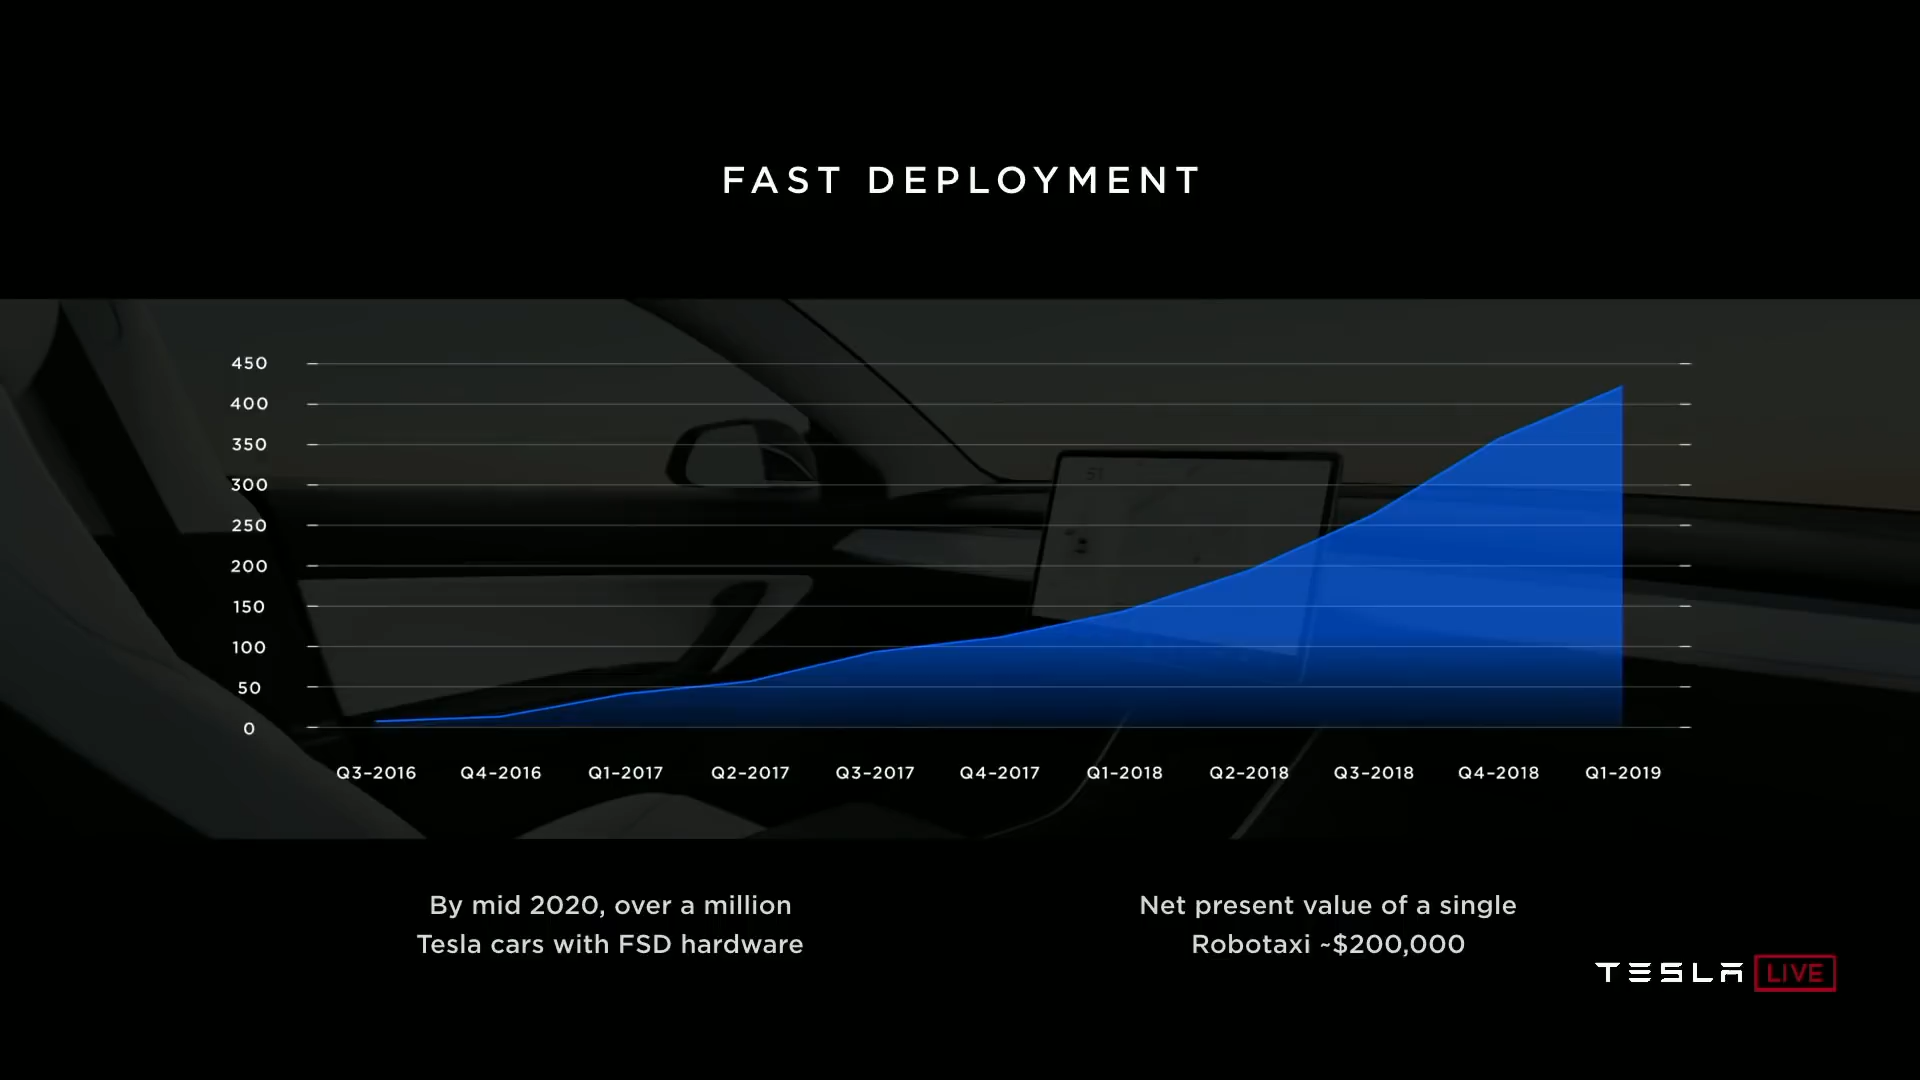 FAST DEPLOYMENT
450
400
350
300
250
200
150
100
50
0
Q3-2016 Q4-2016 Q1-2017 Q2-2017 Q3-2017 Q4-2017 Q1-2018 Q2-2018 Q3-2018 Q4-2018 Q1-2019
By mid 2020, over a million
Tesla cars with FSD hardware
Net present value of a single
Robotaxi ~$200,000
TESLA LIVE